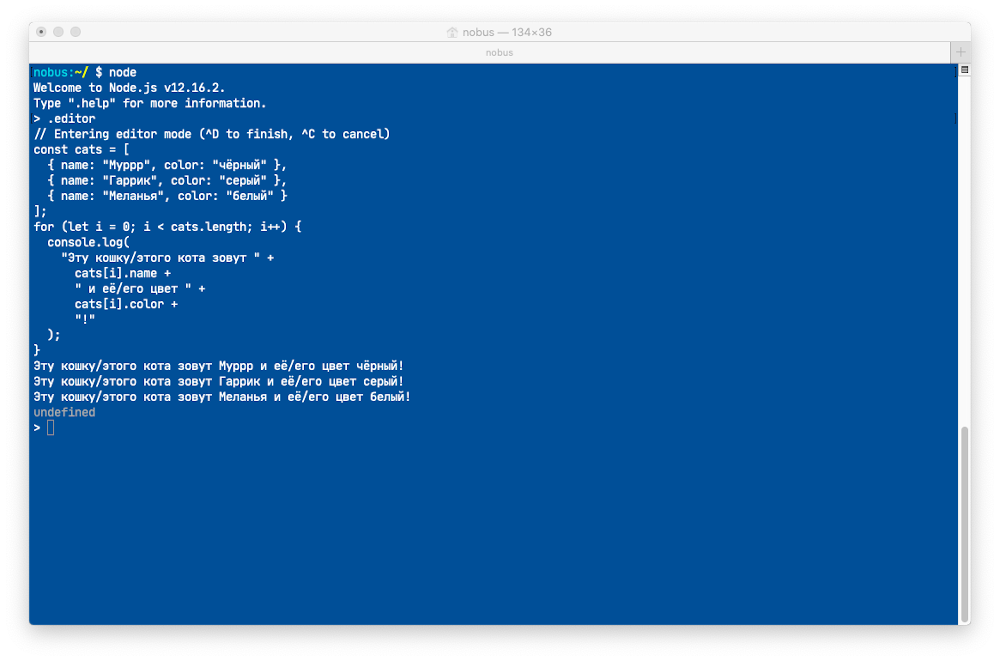 nobus — 134×36
nobus
+
nobus:~/ $ node
Welcome to Node.js v12.16.2.
Type ".help" for more information.
> .editor
// Entering editor mode (^D to finish, ^C to cancel)
const cats = [
  { name: "Муррр", color: "чёрный" },
  { name: "Гаррик", color: "серый" },
  { name: "Меланья", color: "белый" }
];
for (let i = 0; i < cats.length; i++) {
  console.log(
    "Эту кошку/этого кота зовут " +
      cats[i].name +
      " и её/его цвет " +
      cats[i].color +
      "!"
  );
}
Эту кошку/этого кота зовут Муррр и её/его цвет чёрный!
Эту кошку/этого кота зовут Гаррик и её/его цвет серый!
Эту кошку/этого кота зовут Меланья и её/его цвет белый!
undefined
>